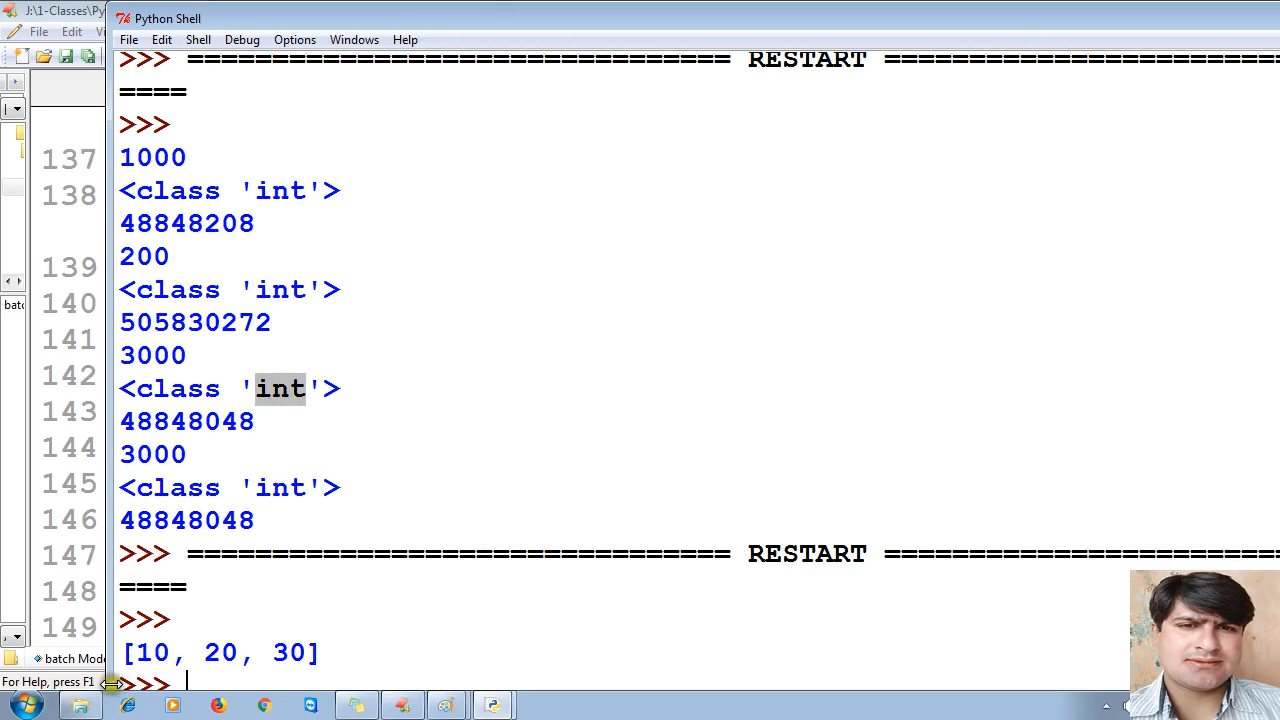 J:\1-Classes\Py
Python Shell
File Edit
File Edit Shell Debug Options Windows Help
>>> ================================ RESTART ========================
====
>>>
1000
<class 'int'>
48848208
200
<class 'int'>
505830272
3000
<class 'int'>
48848048
3000
<class 'int'>
48848048
>>> ================================ RESTART ========================
====
>>>
[10, 20, 30]
>>>
137
138
139
140
141
142
143
144
145
146
147
148
149
batc
batch Mode
For Help, press F1